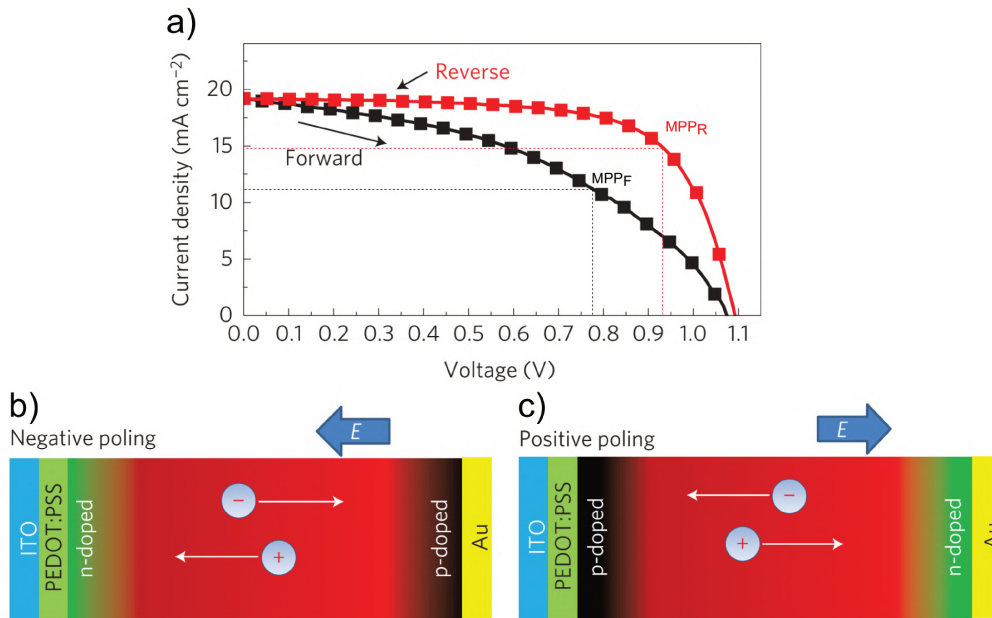 a)
Reverse
Forward
MPPR
MPPF
Current density (mA cm−2)
20
15
10
5
0
0.0 0.1 0.2 0.3 0.4 0.5 0.6 0.7 0.8 0.9 1.0 1.1
Voltage (V)
b)
Negative poling
E
ITO
PEDOT:PSS
n-doped
−
+
p-doped
Au
c)
Positive poling
E
ITO
PEDOT:PSS
p-doped
−
+
n-doped
Au